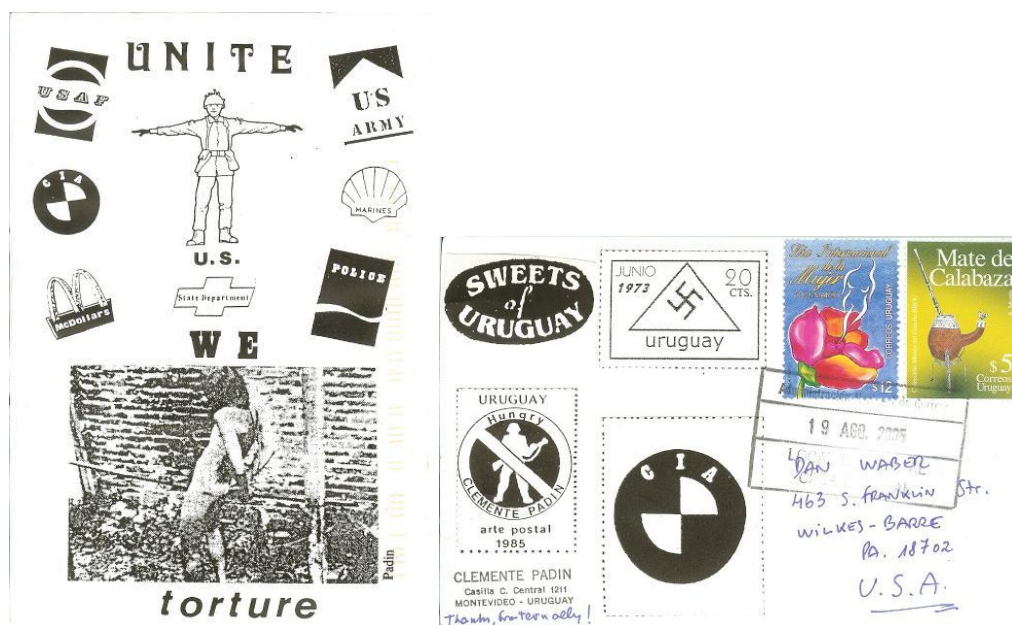 UNITE
USAF
US
ARMY
CIA
MARINES
U.S.
McDollars
State Department
POLICE
WE
Padin
torture
SWEETS
of
URUGUAY
JUNIO
1973
20
CTS.
uruguay
Mujer
CORREOS URUGUAY
$12
Mate de
Calabaza
$5
Correos
Uruguay
URUGUAY
Hungry
CLEMENTE PADIN
arte postal
1985
CIA
19 AGO. 2005
CLEMENTE PADIN
Casilla C. Central 1211
MONTEVIDEO - URUGUAY
Thanks, fraternally!
DAN WABER
463 S. FRANKLIN Str.
WILKES-BARRE
PA. 18702
U.S.A.